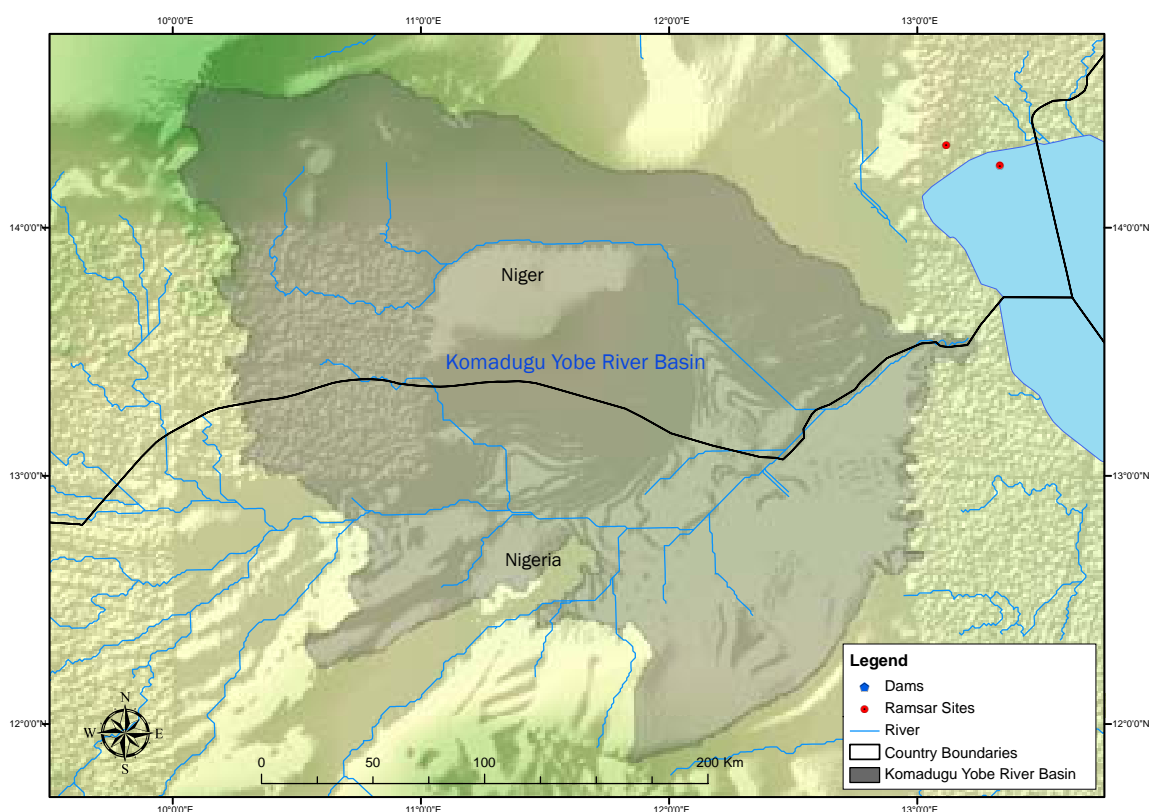 10°0'0"E 11°0'0"E 12°0'0"E 13°0'0"E
14°0'0"N 14°0'0"N
Niger
Komadugu Yobe River Basin
13°0'0"N 13°0'0"N
Nigeria
Legend
Dams
Ramsar Sites
River
Country Boundaries
Komadugu Yobe River Basin
12°0'0"N 12°0'0"N
N
W E
S
0 50 100 200 Km
10°0'0"E 11°0'0"E 12°0'0"E 13°0'0"E